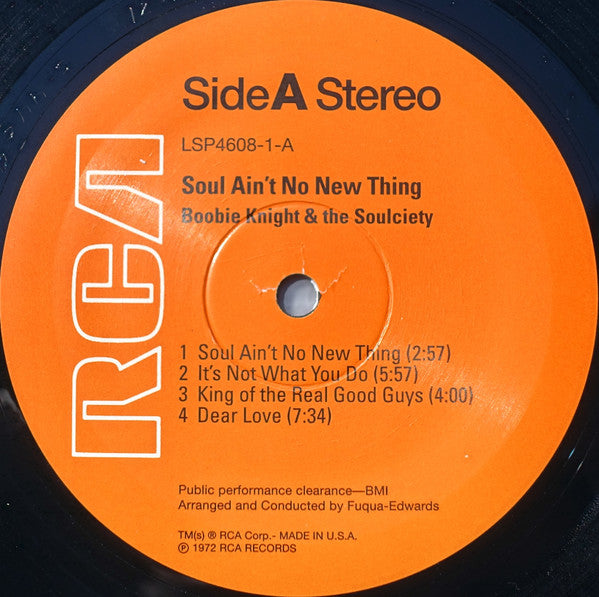 RCA
Side A Stereo
LSP4608-1-A
Soul Ain't No New Thing
Boobie Knight & the Soulciety
1 Soul Ain't No New Thing (2:57)
2 It's Not What You Do (5:57)
3 King of the Real Good Guys (4:00)
4 Dear Love (7:34)
Public performance clearance—BMI
Arranged and Conducted by Fuqua-Edwards
TM(s) ® RCA Corp.- MADE IN U.S.A.
℗ 1972 RCA RECORDS